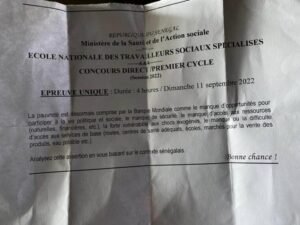 REPUBLIQUE DU SENEGAL
Ministère de la Santé et de l'Action sociale
ECOLE NATIONALE DES TRAVAILLEURS SOCIAUX SPECIALISES
***
CONCOURS DIRECT/PREMIER CYCLE
(Session 2022)
EPREUVE UNIQUE : Durée : 4 heures / Dimanche 11 septembre 2022
La pauvreté est désormais comprise par la Banque Mondiale comme le manque d'opportunités pour
participer à la vie politique et sociale, le manque de sécurité, le manque d'accès aux ressources
(naturelles, financières, etc.), la forte vulnérabilité aux chocs exogènes, le manque ou la difficulté
d'accès aux services de base (routes, centres de santé adéquats, écoles, marchés pour la vente des
produits, eau potable etc.).
Analysez cette assertion en vous basant sur le contexte sénégalais.
Bonne chance !